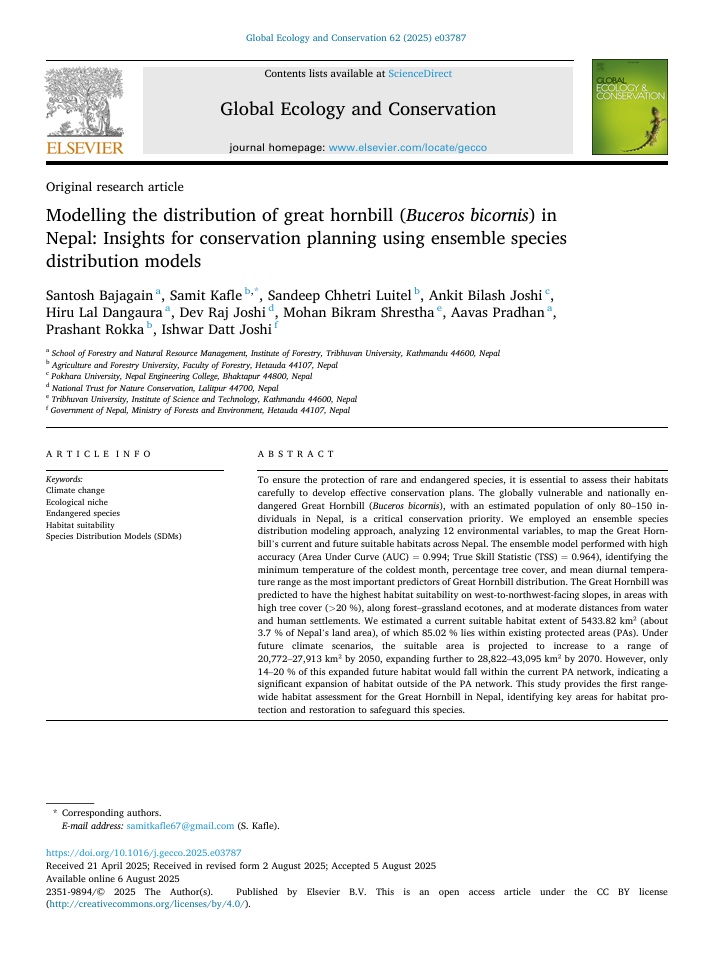 Global Ecology and Conservation 62 (2025) e03787
Contents lists available at ScienceDirect
Global Ecology and Conservation
journal homepage: www.elsevier.com/locate/gecco
ELSEVIER
GLOBAL
ECOLOGY &
CONSERVATION
Original research article
Modelling the distribution of great hornbill (Buceros bicornis) in
Nepal: Insights for conservation planning using ensemble species
distribution models
Santosh Bajagain a, Samit Kafle b,*, Sandeep Chhetri Luitel b, Ankit Bilash Joshi c,
Hiru Lal Dangaura a, Dev Raj Joshi d, Mohan Bikram Shrestha e, Aavas Pradhan a,
Prashant Rokka b, Ishwar Datt Joshi f
a School of Forestry and Natural Resource Management, Institute of Forestry, Tribhuvan University, Kathmandu 44600, Nepal
b Agriculture and Forestry University, Faculty of Forestry, Hetauda 44107, Nepal
c Pokhara University, Nepal Engineering College, Bhaktapur 44800, Nepal
d National Trust for Nature Conservation, Lalitpur 44700, Nepal
e Tribhuvan University, Institute of Science and Technology, Kathmandu 44600, Nepal
f Government of Nepal, Ministry of Forests and Environment, Hetauda 44107, Nepal
ARTICLE INFO
Keywords:
Climate change
Ecological niche
Endangered species
Habitat suitability
Species Distribution Models (SDMs)
ABSTRACT
To ensure the protection of rare and endangered species, it is essential to assess their habitats
carefully to develop effective conservation plans. The globally vulnerable and nationally en-
dangered Great Hornbill (Buceros bicornis), with an estimated population of only 80–150 in-
dividuals in Nepal, is a critical conservation priority. We employed an ensemble species
distribution modeling approach, analyzing 12 environmental variables, to map the Great Horn-
bill's current and future suitable habitats across Nepal. The ensemble model performed with high
accuracy (Area Under Curve (AUC) = 0.994; True Skill Statistic (TSS) = 0.964), identifying the
minimum temperature of the coldest month, percentage tree cover, and mean diurnal tempera-
ture range as the most important predictors of Great Hornbill distribution. The Great Hornbill was
predicted to have the highest habitat suitability on west-to-northwest-facing slopes, in areas with
high tree cover (>20 %), along forest–grassland ecotones, and at moderate distances from water
and human settlements. We estimated a current suitable habitat extent of 5433.82 km² (about
3.7 % of Nepal's land area), of which 85.02 % lies within existing protected areas (PAs). Under
future climate scenarios, the suitable area is projected to increase to a range of
20,772–27,913 km² by 2050, expanding further to 28,822–43,095 km² by 2070. However, only
14–20 % of this expanded future habitat would fall within the current PA network, indicating a
significant expansion of habitat outside of the PA network. This study provides the first range-
wide habitat assessment for the Great Hornbill in Nepal, identifying key areas for habitat pro-
tection and restoration to safeguard this species.
* Corresponding authors.
E-mail address: samitkafle67@gmail.com (S. Kafle).
https://doi.org/10.1016/j.gecco.2025.e03787
Received 21 April 2025; Received in revised form 2 August 2025; Accepted 5 August 2025
Available online 6 August 2025
2351-9894/© 2025 The Author(s). Published by Elsevier B.V. This is an open access article under the CC BY license
(http://creativecommons.org/licenses/by/4.0/).